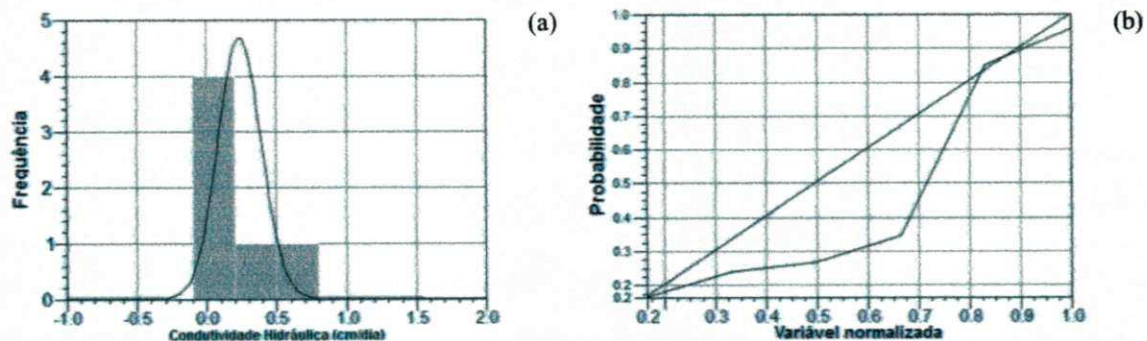 (a)
5
4
3
2
1
0
Frequência
-1.0 -0.5 0.0 0.5 1.0 1.5 2.0
Condutividade Hidráulica (cm/dia)
(b)
1.0
0.9
0.8
0.7
0.6
0.5
0.4
0.3
0.2
0.2
Probabilidade
0.2 0.3 0.4 0.5 0.6 0.7 0.8 0.9 1.0
Variável normalizada